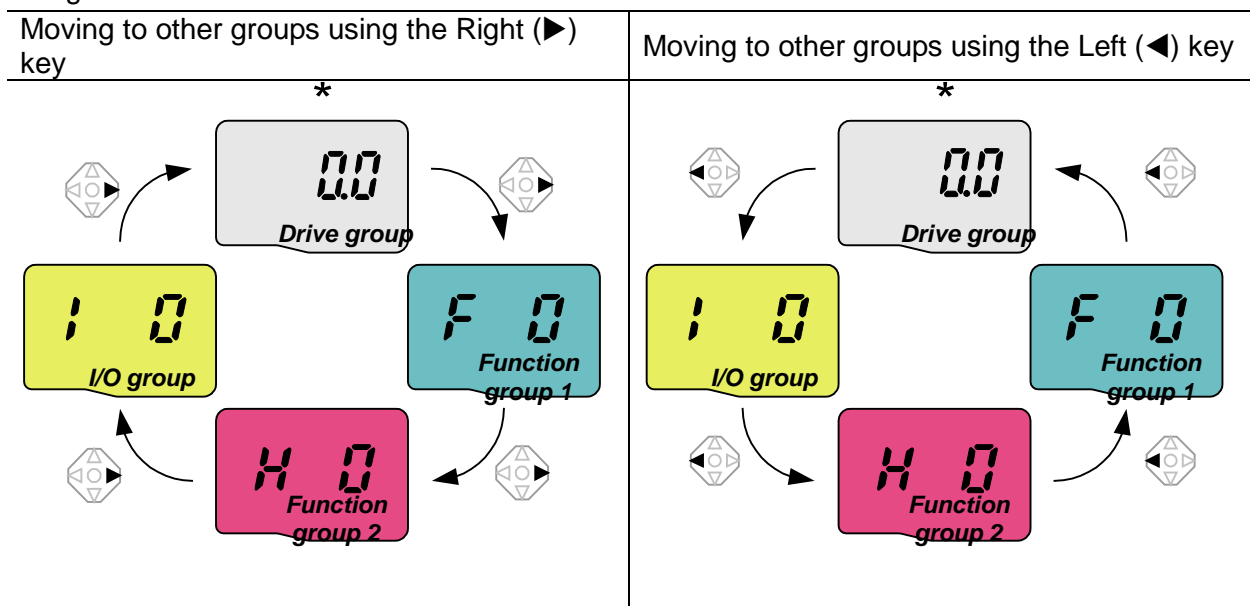 Moving to other groups using the Right (▶)
key
Moving to other groups using the Left (◀) key
*
0.0
Drive group
I 0
I/O group
F 0
Function
group 1
H 0
Function
group 2
*
0.0
Drive group
I 0
I/O group
F 0
Function
group 1
H 0
Function
group 2